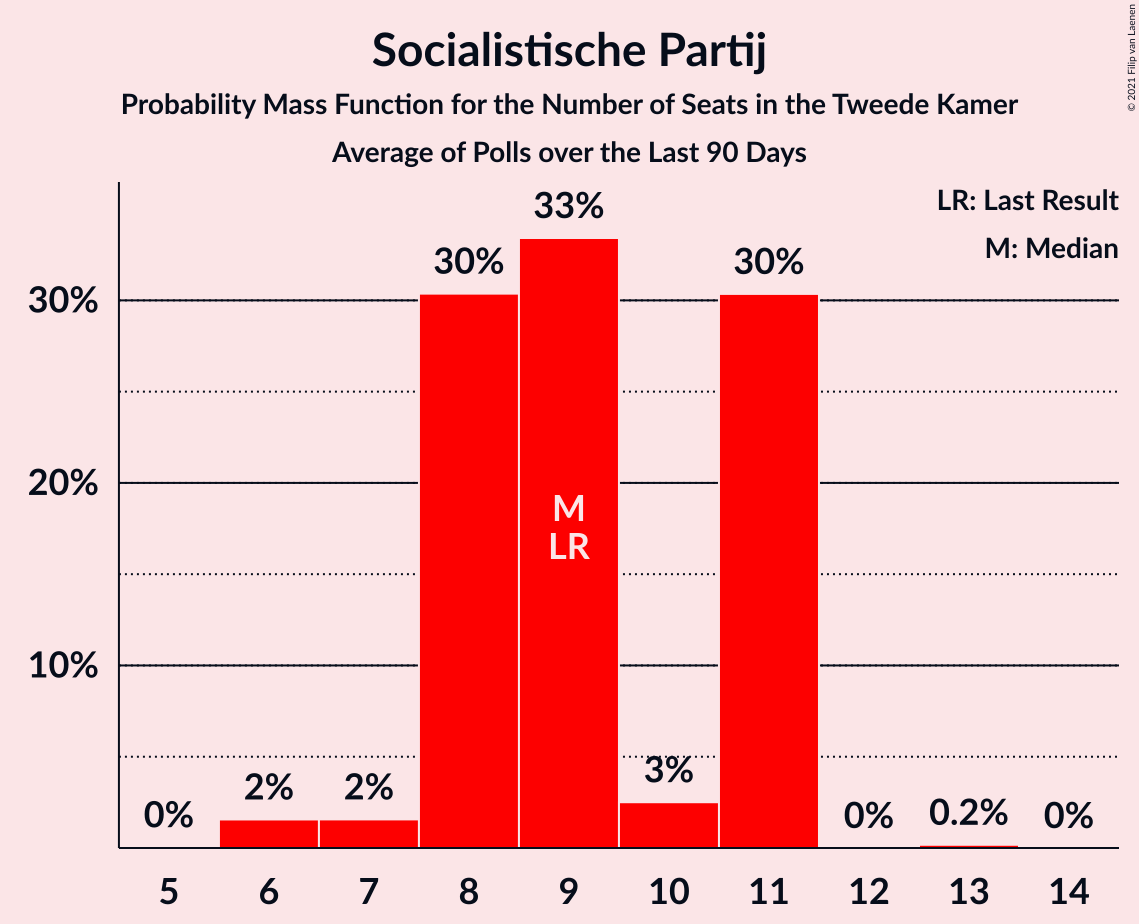 Socialistische Partij
Probability Mass Function for the Number of Seats in the Tweede Kamer
Average of Polls over the Last 90 Days
© 2021 Filip van Laenen
LR: Last Result
M: Median
30%
20%
10%
0%
2%
2%
30%
33%
3%
30%
0%
0.2%
0%
M
LR
5 6 7 8 9 10 11 12 13 14